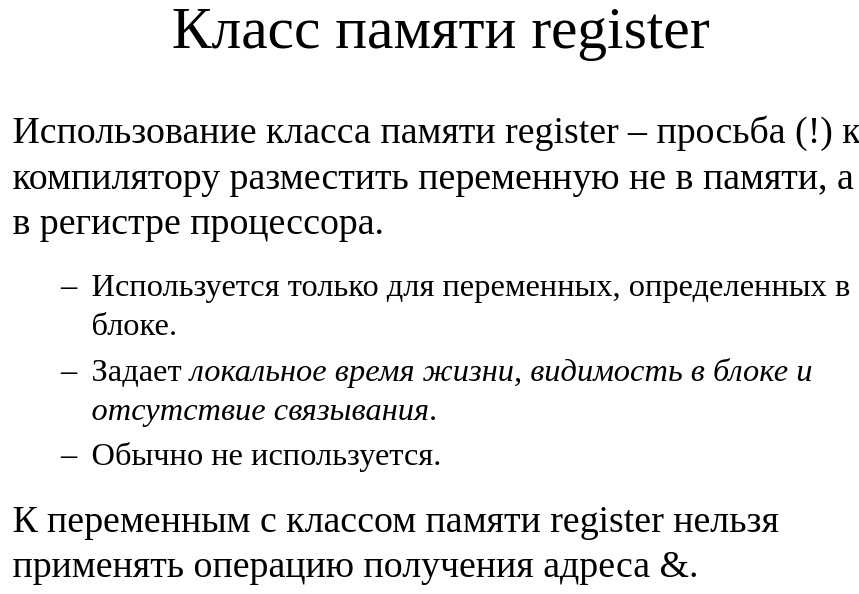 Класс памяти register
Использование класса памяти register – просьба (!) к
компилятору разместить переменную не в памяти, а
в регистре процессора.
– Используется только для переменных, определенных в
блоке.
– Задает локальное время жизни, видимость в блоке и
отсутствие связывания.
– Обычно не используется.
К переменным с классом памяти register нельзя
применять операцию получения адреса &.